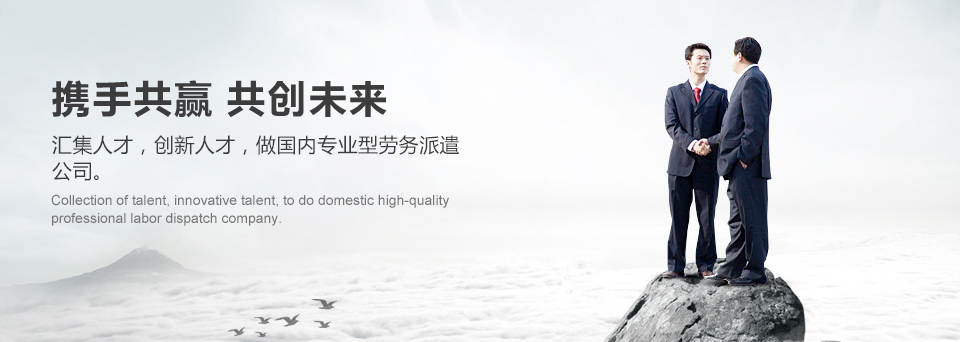 携手共赢 共创未来
汇集人才，创新人才，做国内专业型劳务派遣
公司。
Collection of talent, innovative talent, to do domestic high-quality
professional labor dispatch company.